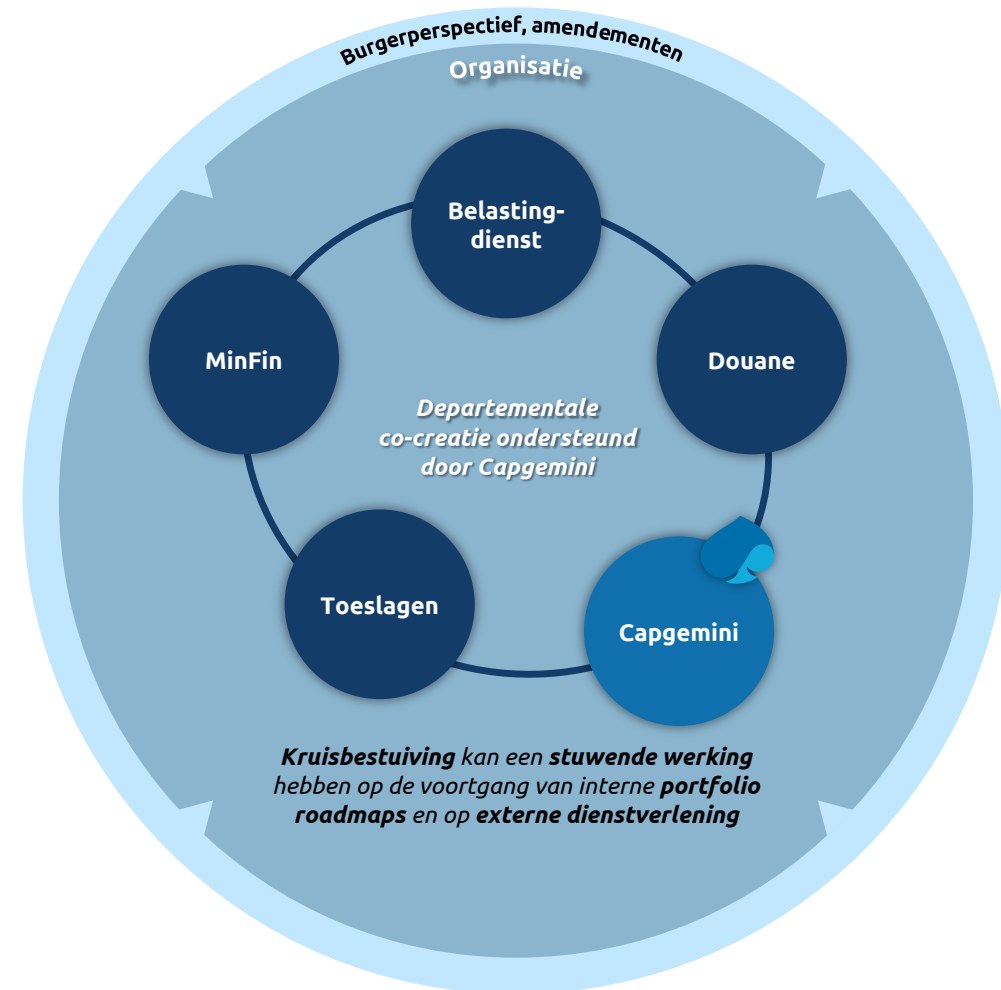 Burgerperspectief, amendementen
Organisatie
Belasting-
dienst
MinFin
Douane
Departementale
co-creatie ondersteund
door Capgemini
Toeslagen
Capgemini
Kruisbestuiving kan een stuwende werking
hebben op de voortgang van interne portfolio
roadmaps en op externe dienstverlening